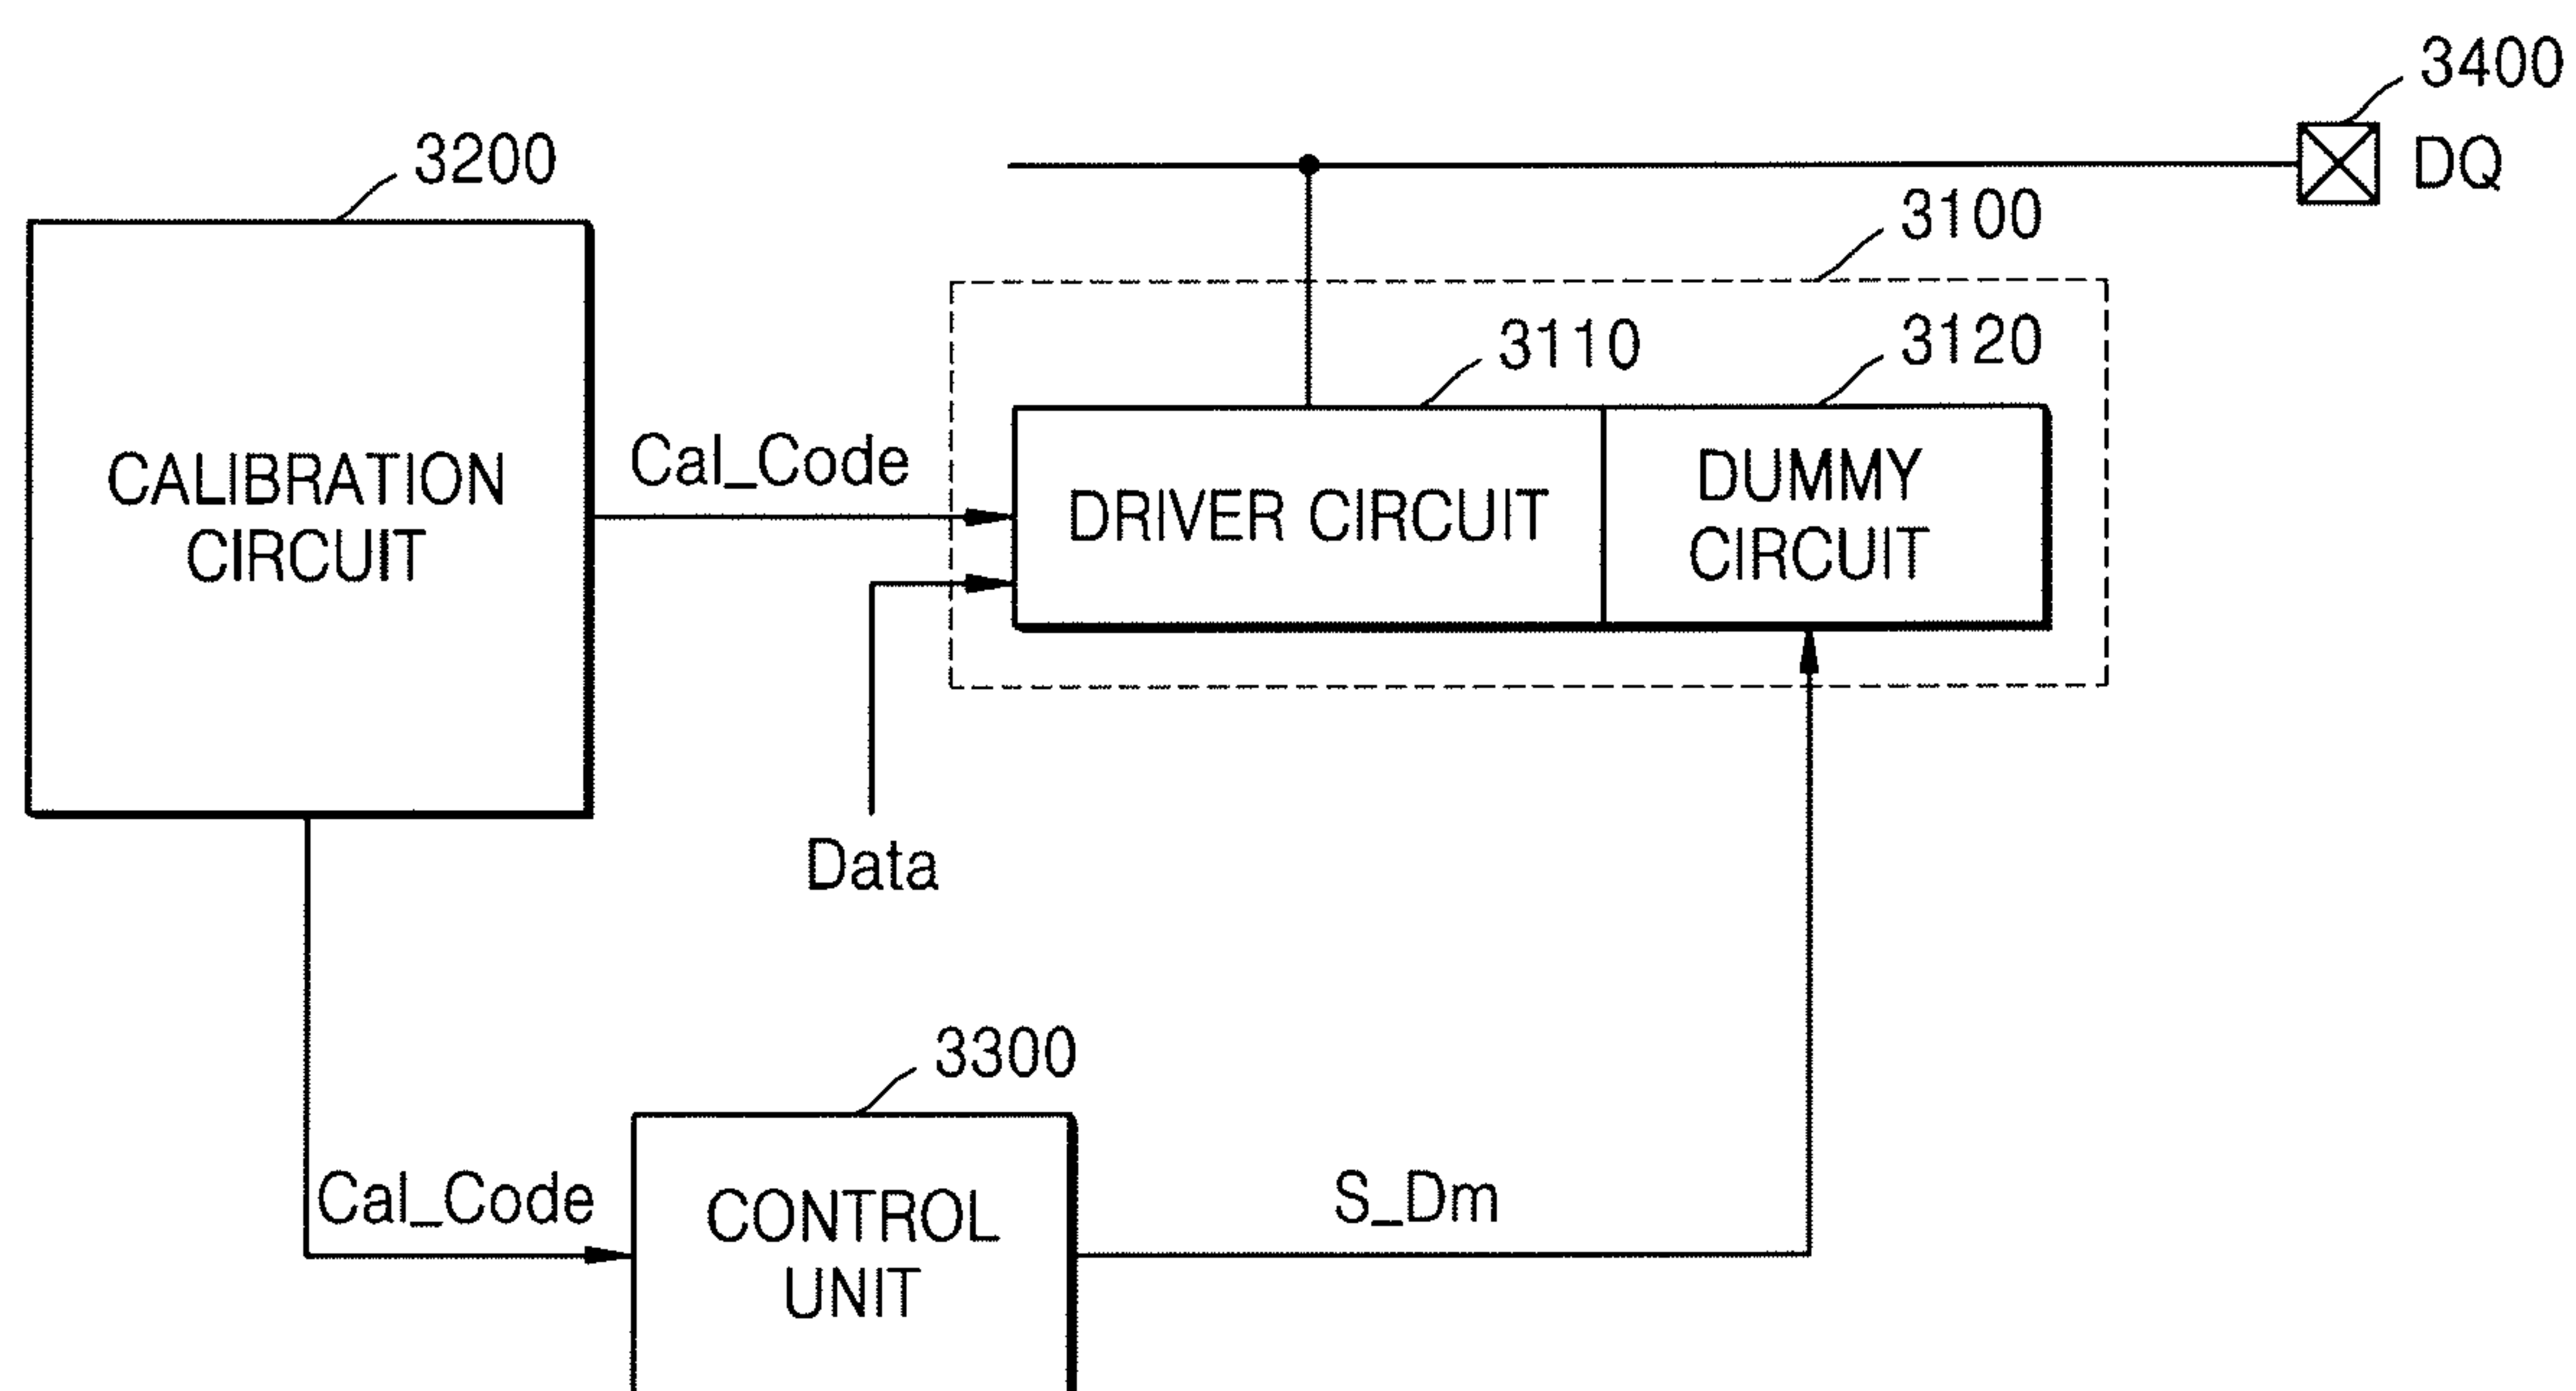 3400
DQ
3200
3100
3110
3120
CALIBRATION
CIRCUIT
Cal_Code
DRIVER CIRCUIT
DUMMY
CIRCUIT
Data
3300
Cal_Code
CONTROL
UNIT
S_Dm